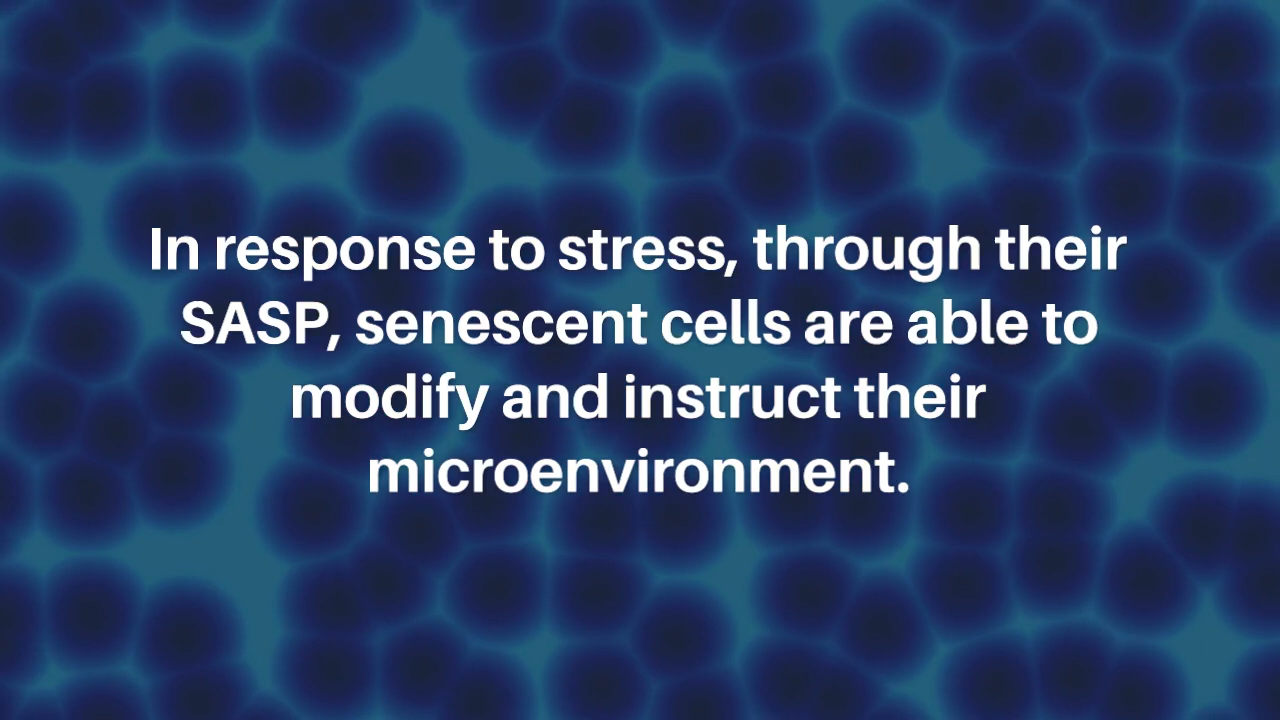 In response to stress, through their
SASP, senescent cells are able to
modify and instruct their
microenvironment.